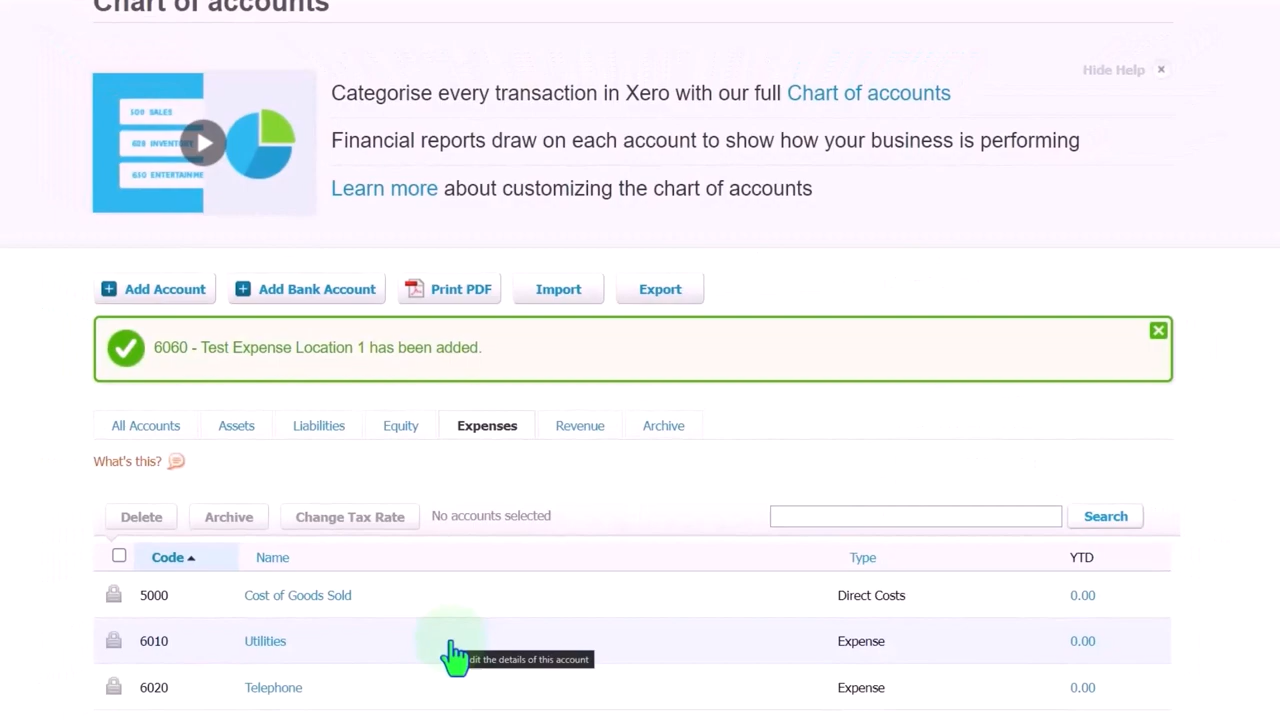 Chart of accounts
Hide Help ×
Categorise every transaction in Xero with our full Chart of accounts
Financial reports draw on each account to show how your business is performing
Learn more about customizing the chart of accounts
SALES
Add Account Add Bank Account Print PDF Import Export
6060 - Test Expense Location 1 has been added.
All Accounts Assets Liabilities Equity Expenses Revenue Archive
What's this?
Delete Archive Change Tax Rate No accounts selected Search
Code Name Type YTD
5000 Cost of Goods Sold Direct Costs 0.00
6010 Utilities Expense 0.00
dit the details of this account
6020 Telephone Expense 0.00